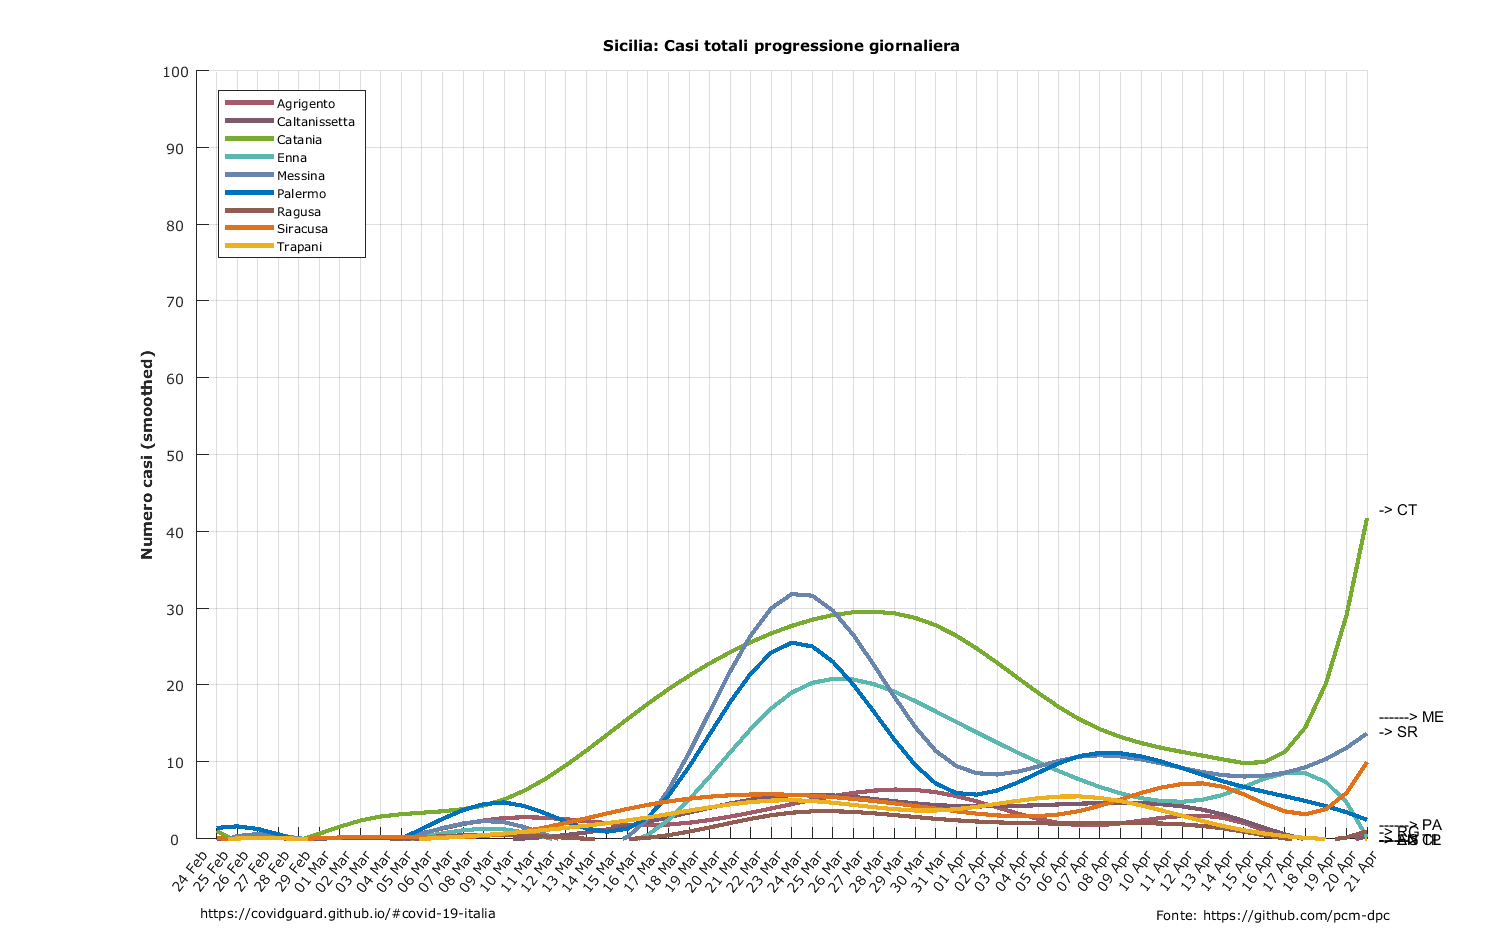 Sicilia: Casi totali progressione giornaliera
Numero casi (smoothed)
100
90
80
70
60
50
40
30
20
10
0
Agrigento
Caltanissetta
Catania
Enna
Messina
Palermo
Ragusa
Siracusa
Trapani
-> CT
------> ME
-> SR
------> PA
-> RG
24 Feb
25 Feb
26 Feb
27 Feb
28 Feb
29 Feb
01 Mar
02 Mar
03 Mar
04 Mar
05 Mar
06 Mar
07 Mar
08 Mar
09 Mar
10 Mar
11 Mar
12 Mar
13 Mar
14 Mar
15 Mar
16 Mar
17 Mar
18 Mar
19 Mar
20 Mar
21 Mar
22 Mar
23 Mar
24 Mar
25 Mar
26 Mar
27 Mar
28 Mar
29 Mar
30 Mar
31 Mar
01 Apr
02 Apr
03 Apr
04 Apr
05 Apr
06 Apr
07 Apr
08 Apr
09 Apr
10 Apr
11 Apr
12 Apr
13 Apr
14 Apr
15 Apr
16 Apr
17 Apr
18 Apr
19 Apr
20 Apr
21 Apr
https://covidguard.github.io/#covid-19-italia
Fonte: https://github.com/pcm-dpc